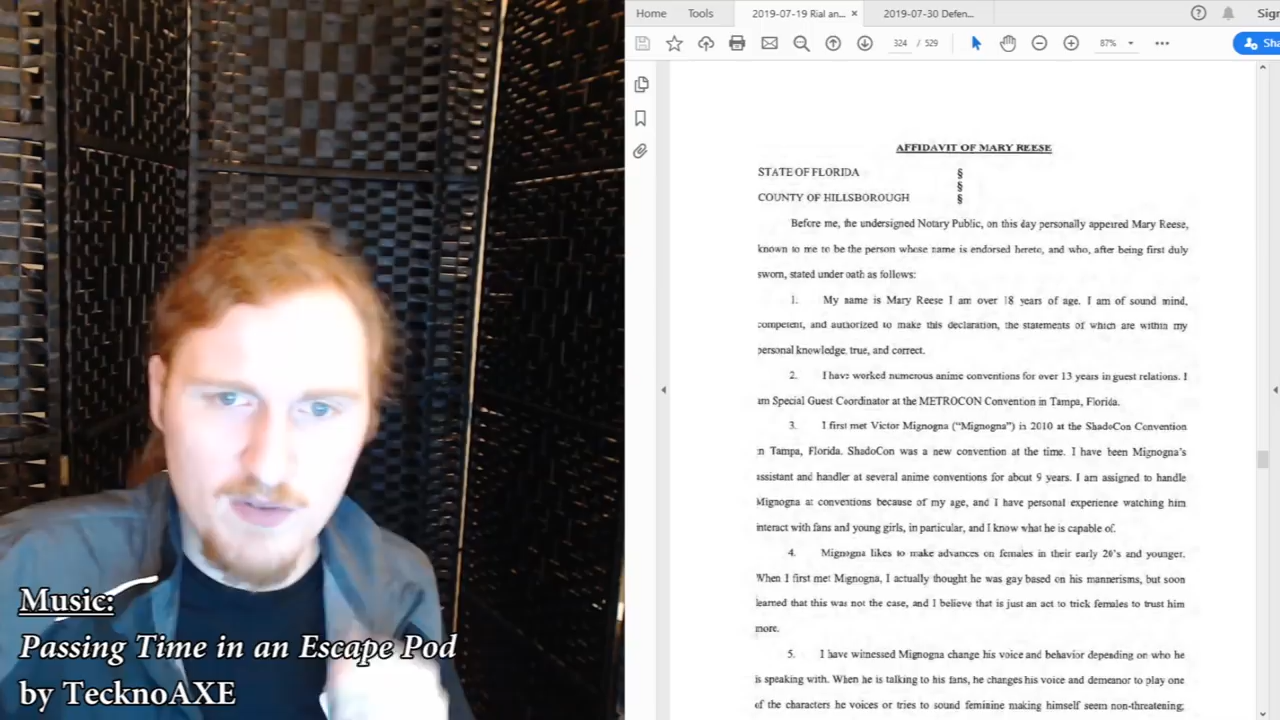 Home Tools 2019-07-19 Rial an... × 2019-07-30 Defen... Sign
324 / 529 87% Sha
AFFIDAVIT OF MARY REESE
STATE OF FLORIDA §
§
COUNTY OF HILLSBOROUGH §
Before me, the undersigned Notary Public, on this day personally appeared Mary Reese,
known to me to be the person whose name is endorsed hereto, and who, after being first duly
sworn, stated under oath as follows:
1. My name is Mary Reese I am over 18 years of age. I am of sound mind,
competent, and authorized to make this declaration, the statements of which are within my
personal knowledge, true, and correct.
2. I have worked numerous anime conventions for over 13 years in guest relations. I
am Special Guest Coordinator at the METROCON Convention in Tampa, Florida.
3. I first met Victor Mignogna (“Mignogna”) in 2010 at the ShadoCon Convention
in Tampa, Florida. ShadoCon was a new convention at the time. I have been Mignogna's
assistant and handler at several anime conventions for about 9 years. I am assigned to handle
Mignogna at conventions because of my age, and I have personal experience watching him
interact with fans and young girls, in particular, and I know what he is capable of.
4. Mignogna likes to make advances on females in their early 20's and younger.
When I first met Mignogna, I actually thought he was gay based on his mannerisms, but soon
learned that this was not the case, and I believe that is just an act to trick females to trust him
more.
5. I have witnessed Mignogna change his voice and behavior depending on who he
is speaking with. When he is talking to his fans, he changes his voice and demeanor to play one
of the characters he voices or tries to sound feminine making himself seem non-threatening;
Music:
Passing Time in an Escape Pod
by TecknoAXE